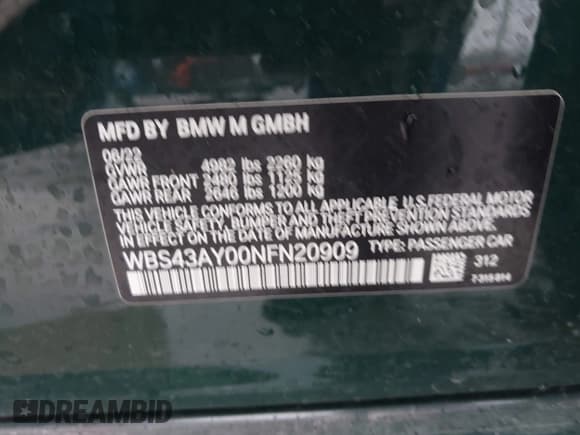 MFD BY BMW M GMBH
06/22
GVWR 4982 lbs 2260 kg
GAWR FRONT 2480 lbs 1125 kg
GAWR REAR 2646 lbs 1200 kg
THIS VEHICLE CONFORMS TO ALL APPLICABLE U.S. FEDERAL MOTOR
VEHICLE SAFETY, BUMPER AND THEFT PREVENTION STANDARDS
IN EFFECT ON THE DATE OF MANUFACTURE SHOWN ABOVE.
WBS43AY00NFN20909 TYPE: PASSENGER CAR
312
DREAMBID